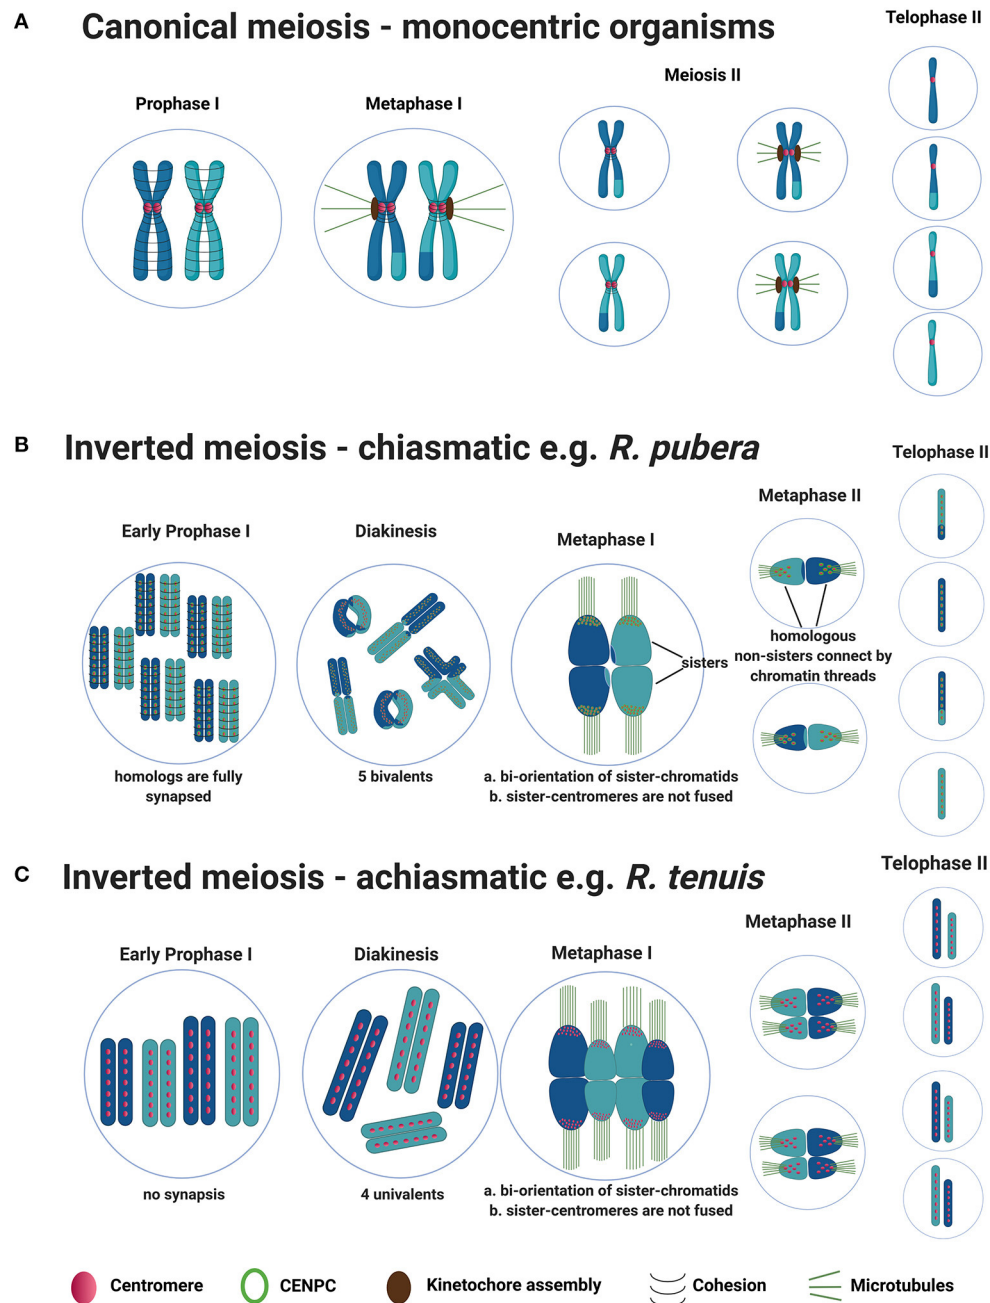 A
Canonical meiosis - monocentric organisms
Telophase II
Meiosis II
Prophase I
Metaphase I
B
Inverted meiosis - chiasmatic e.g. R. pubera
Telophase II
Metaphase II
Early Prophase I
Diakinesis
Metaphase I
homologous
non-sisters connect by
chromatin threads
sisters
homologs are fully
synapsed
5 bivalents
a. bi-orientation of sister-chromatids
b. sister-centromeres are not fused
C
Inverted meiosis - achiasmatic e.g. R. tenuis
Telophase II
Metaphase II
Early Prophase I
Diakinesis
Metaphase I
no synapsis
4 univalents
a. bi-orientation of sister-chromatids
b. sister-centromeres are not fused
Centromere
CENPC
Kinetochore assembly
Cohesion
Microtubules